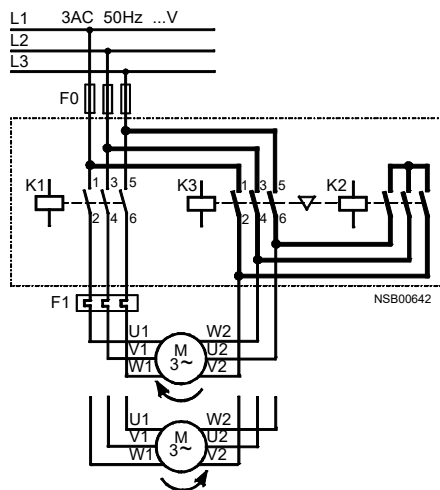 L1 3AC 50Hz ...V
L2
L3
F0
K1 1 3 5 K3 1 3 5 K2
2 4 6 2 4 6
NSB00642
F1
U1 W2
V1 M U2
W1 3~ V2
U1 W2
V1 M U2
W1 3~ V2